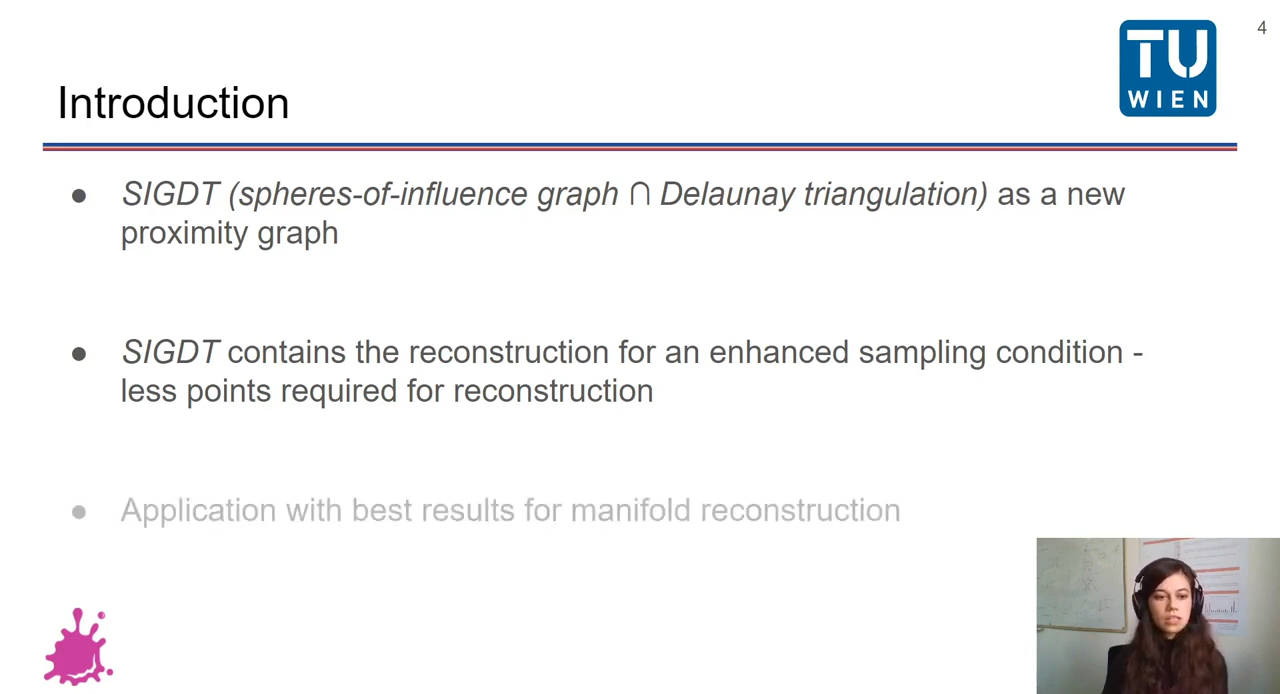 4
TU
WIEN
Introduction
● SIGDT (spheres-of-influence graph ∩ Delaunay triangulation) as a new
proximity graph
● SIGDT contains the reconstruction for an enhanced sampling condition -
less points required for reconstruction
● Application with best results for manifold reconstruction